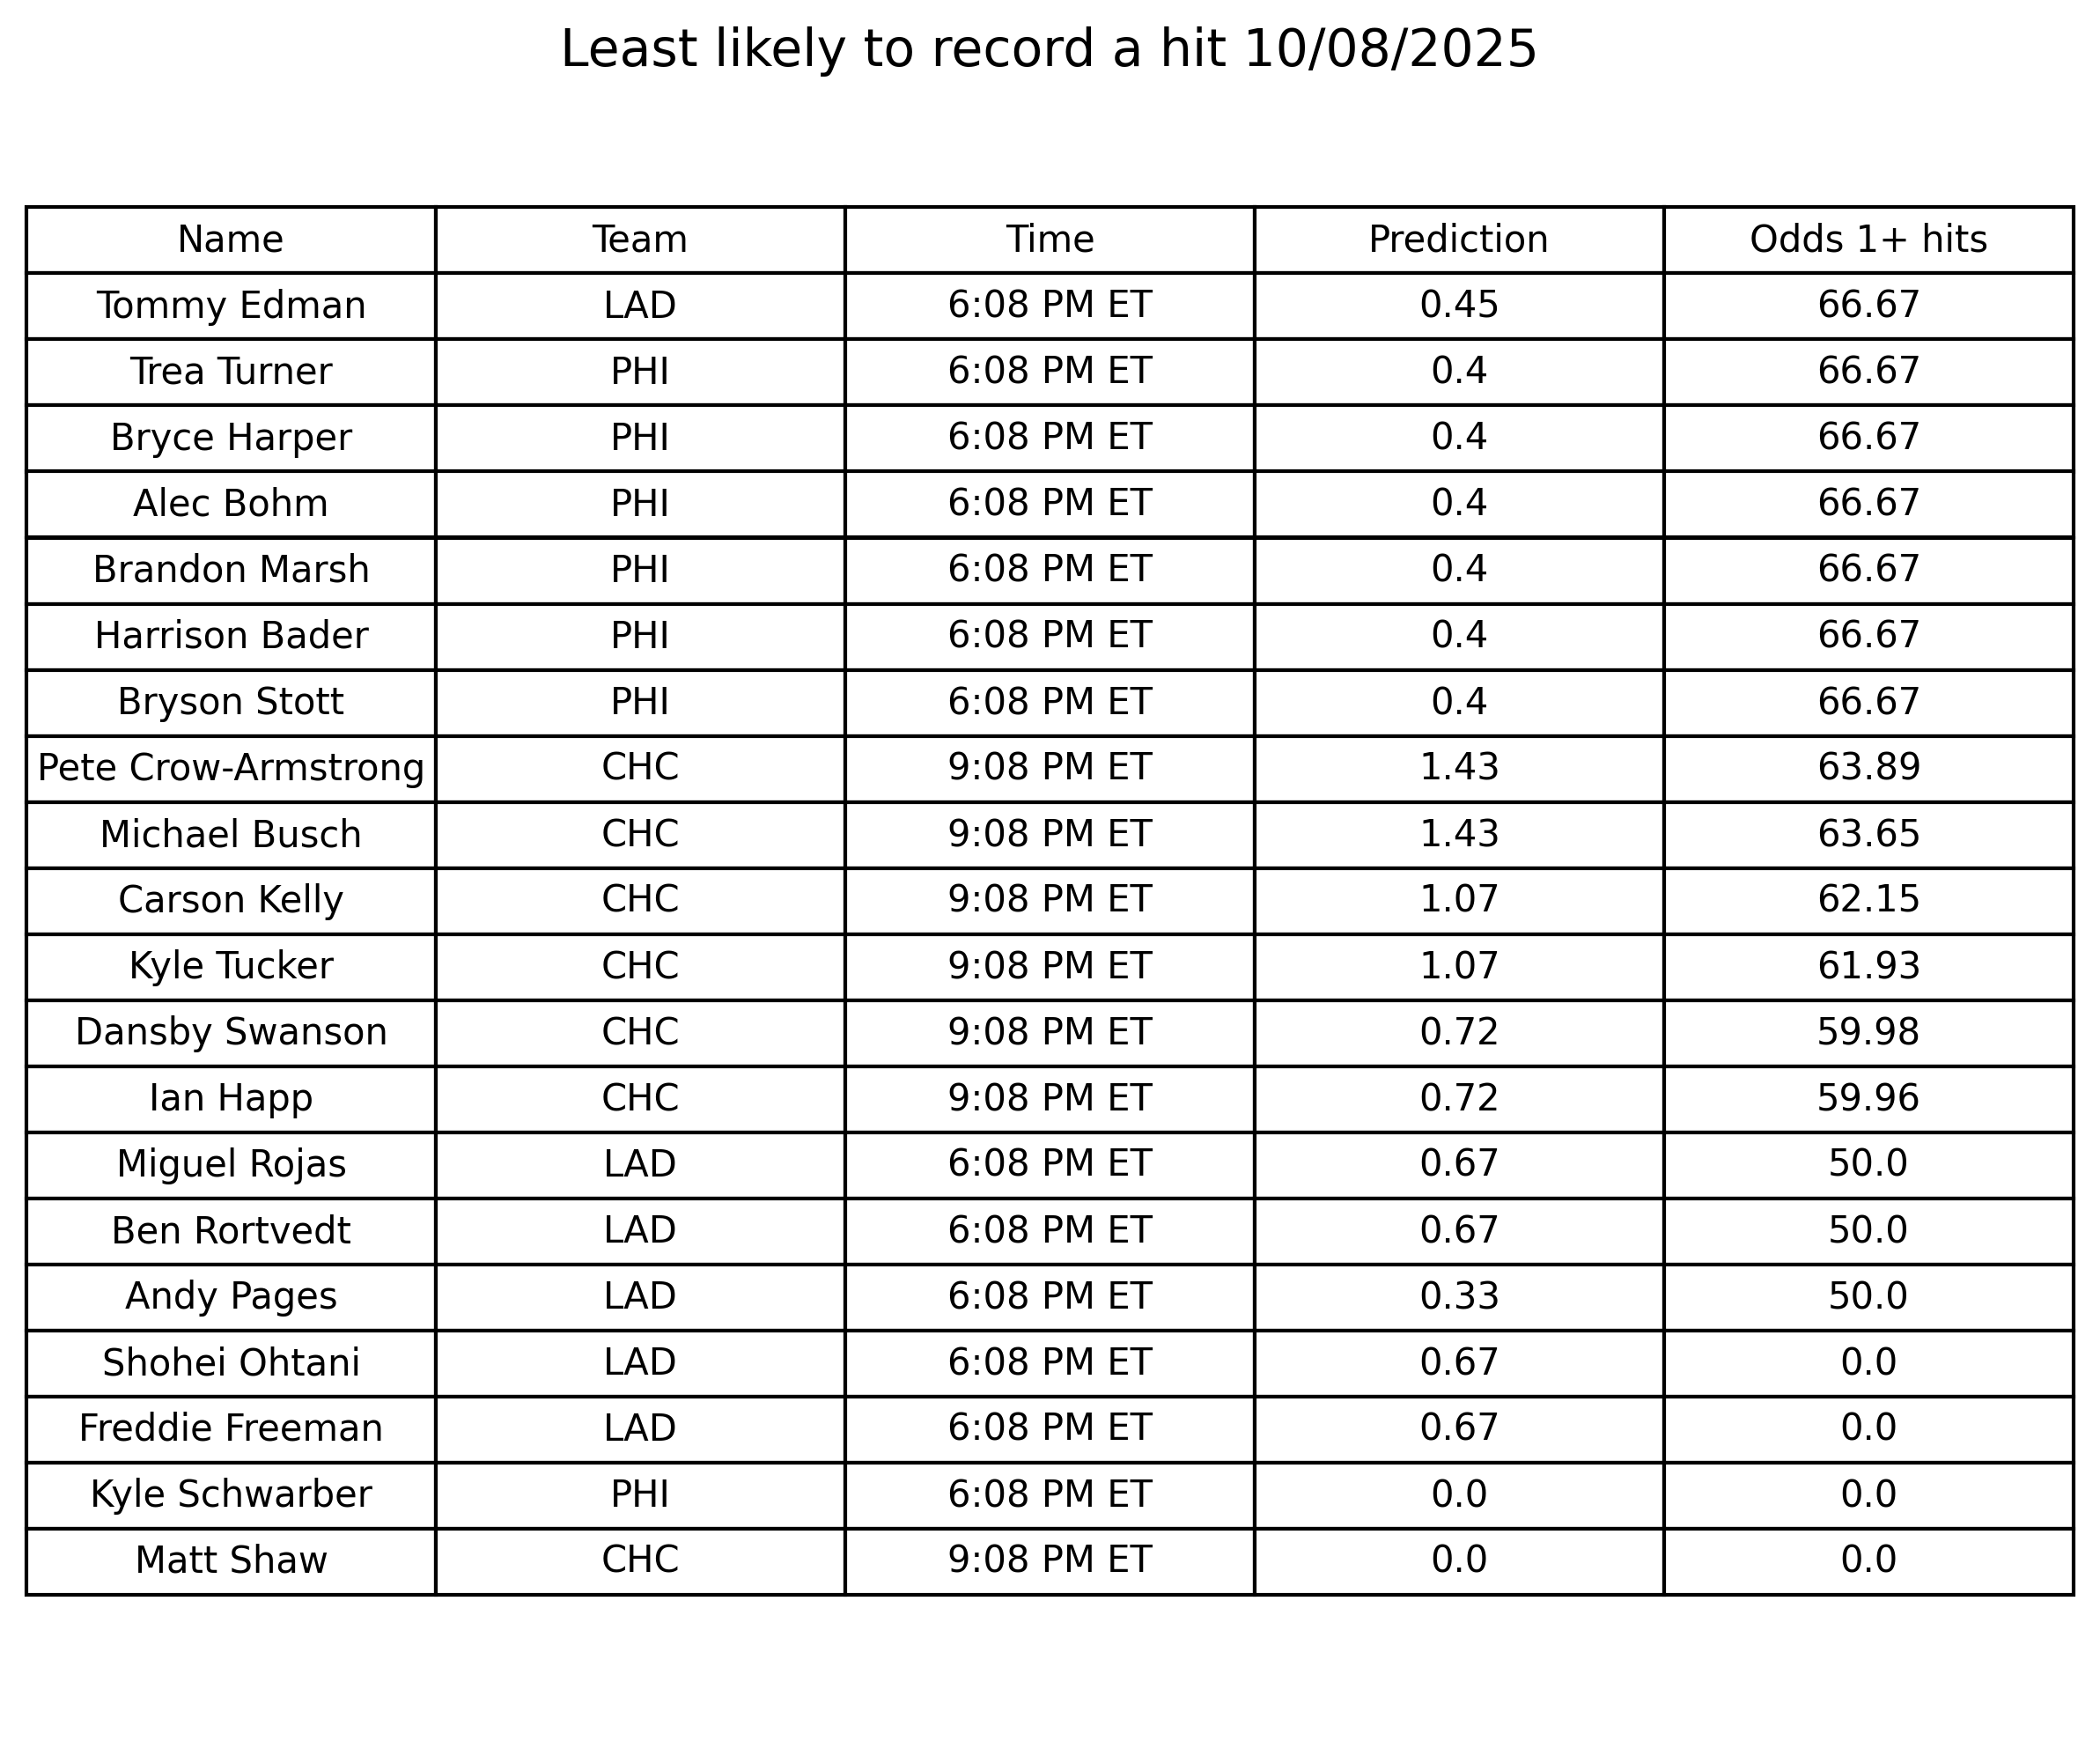 Least likely to record a hit 10/08/2025
Name Team Time Prediction Odds 1+ hits
Tommy Edman LAD 6:08 PM ET 0.45 66.67
Trea Turner PHI 6:08 PM ET 0.4 66.67
Bryce Harper PHI 6:08 PM ET 0.4 66.67
Alec Bohm PHI 6:08 PM ET 0.4 66.67
Brandon Marsh PHI 6:08 PM ET 0.4 66.67
Harrison Bader PHI 6:08 PM ET 0.4 66.67
Bryson Stott PHI 6:08 PM ET 0.4 66.67
Pete Crow-Armstrong CHC 9:08 PM ET 1.43 63.89
Michael Busch CHC 9:08 PM ET 1.43 63.65
Carson Kelly CHC 9:08 PM ET 1.07 62.15
Kyle Tucker CHC 9:08 PM ET 1.07 61.93
Dansby Swanson CHC 9:08 PM ET 0.72 59.98
Ian Happ CHC 9:08 PM ET 0.72 59.96
Miguel Rojas LAD 6:08 PM ET 0.67 50.0
Ben Rortvedt LAD 6:08 PM ET 0.67 50.0
Andy Pages LAD 6:08 PM ET 0.33 50.0
Shohei Ohtani LAD 6:08 PM ET 0.67 0.0
Freddie Freeman LAD 6:08 PM ET 0.67 0.0
Kyle Schwarber PHI 6:08 PM ET 0.0 0.0
Matt Shaw CHC 9:08 PM ET 0.0 0.0